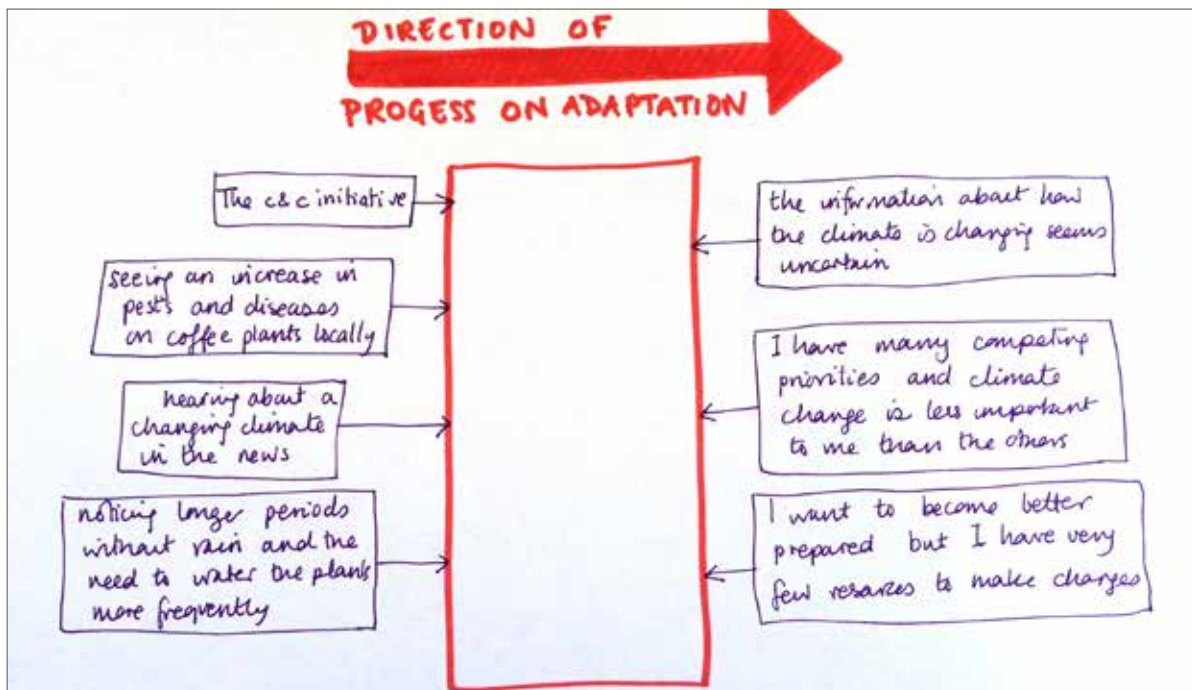 DIRECTION OF
PROGESS ON ADAPTATION
The c&c initiative
seeing an increase in
pests and diseases
on coffee plants locally
hearing about a
changing climate
in the news
noticing longer periods
without rain and the
need to water the plants
more frequently
the information about how
the climate is changing seems
uncertain
I have many competing
priorities and climate
change is less important
to me than the others
I want to become better
prepared but I have very
few resources to make changes